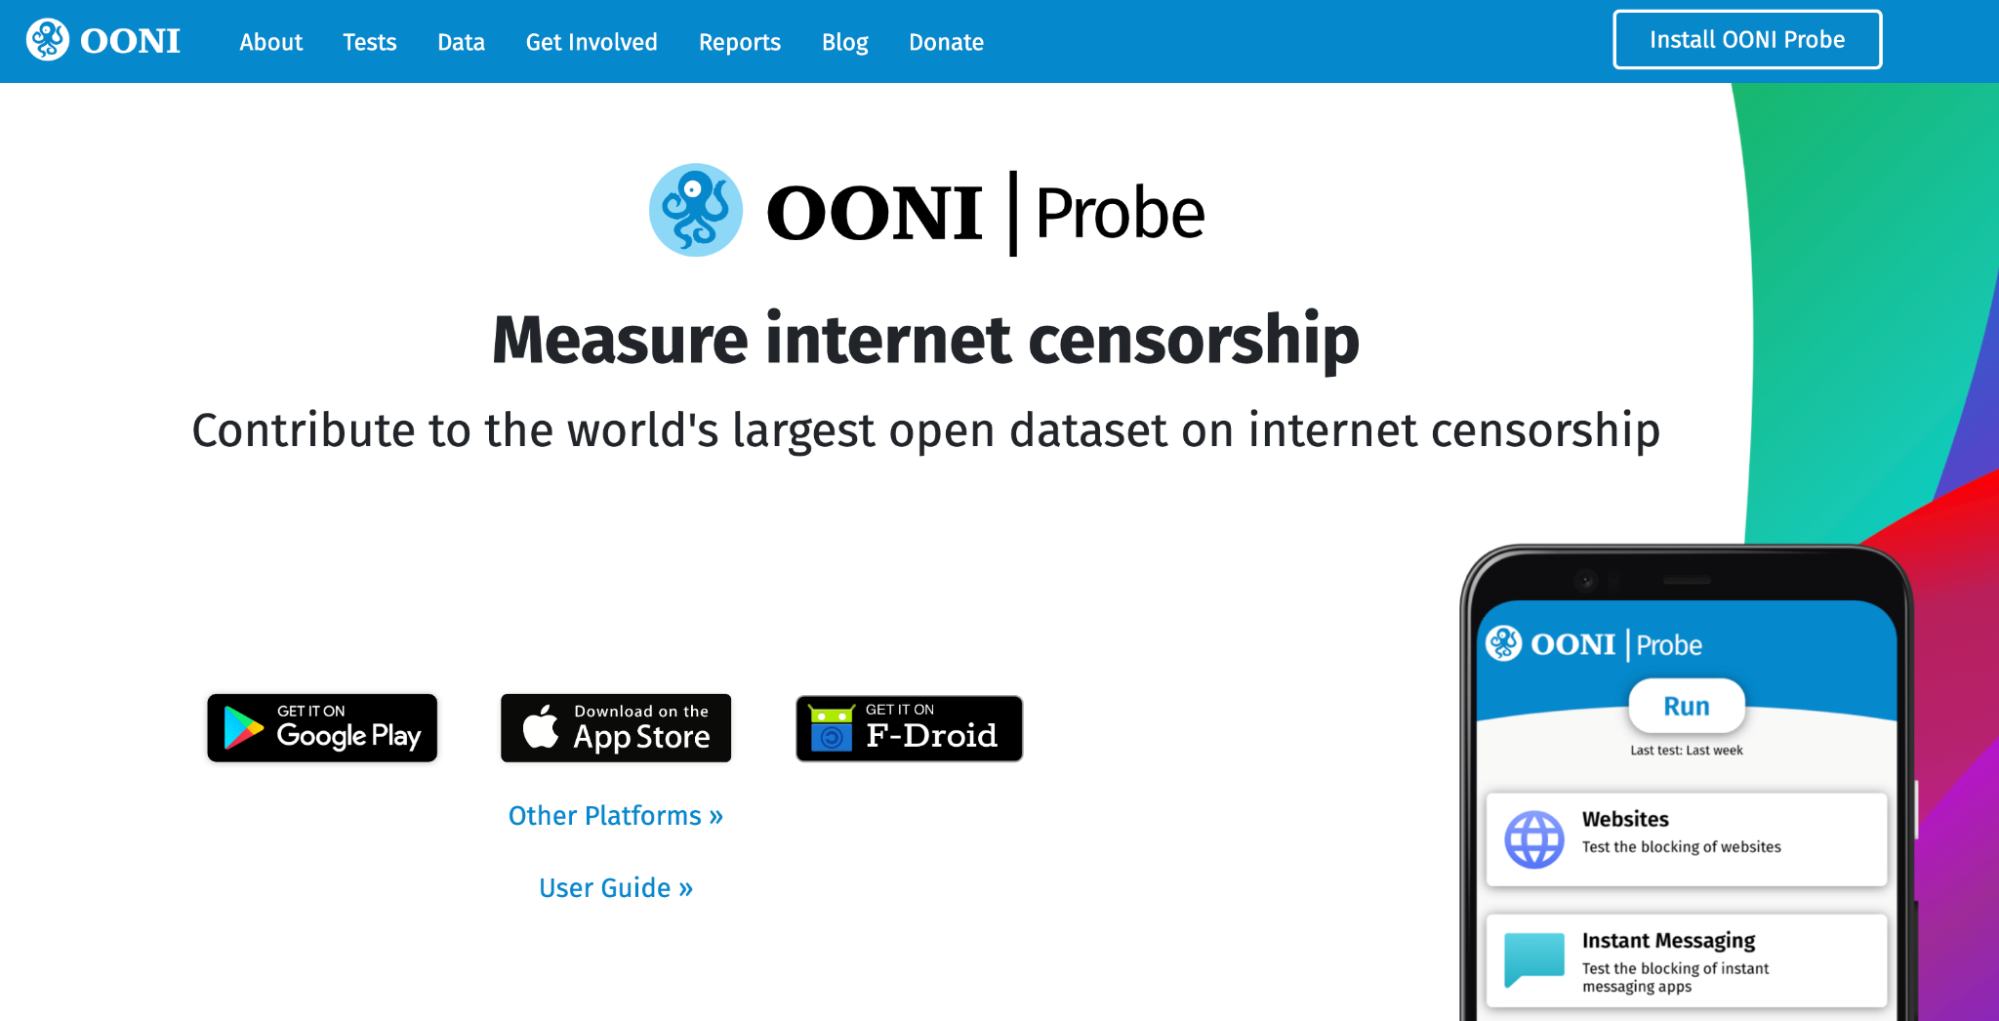 OONI
About
Tests
Data
Get Involved
Reports
Blog
Donate
Install OONI Probe
OONI | Probe
Measure internet censorship
Contribute to the world's largest open dataset on internet censorship
GET IT ON
Google Play
Download on the
App Store
GET IT ON
F-Droid
Other Platforms »
User Guide »
OONI | Probe
Run
Last test: Last week
Websites
Test the blocking of websites
Instant Messaging
Test the blocking of instant
messaging apps